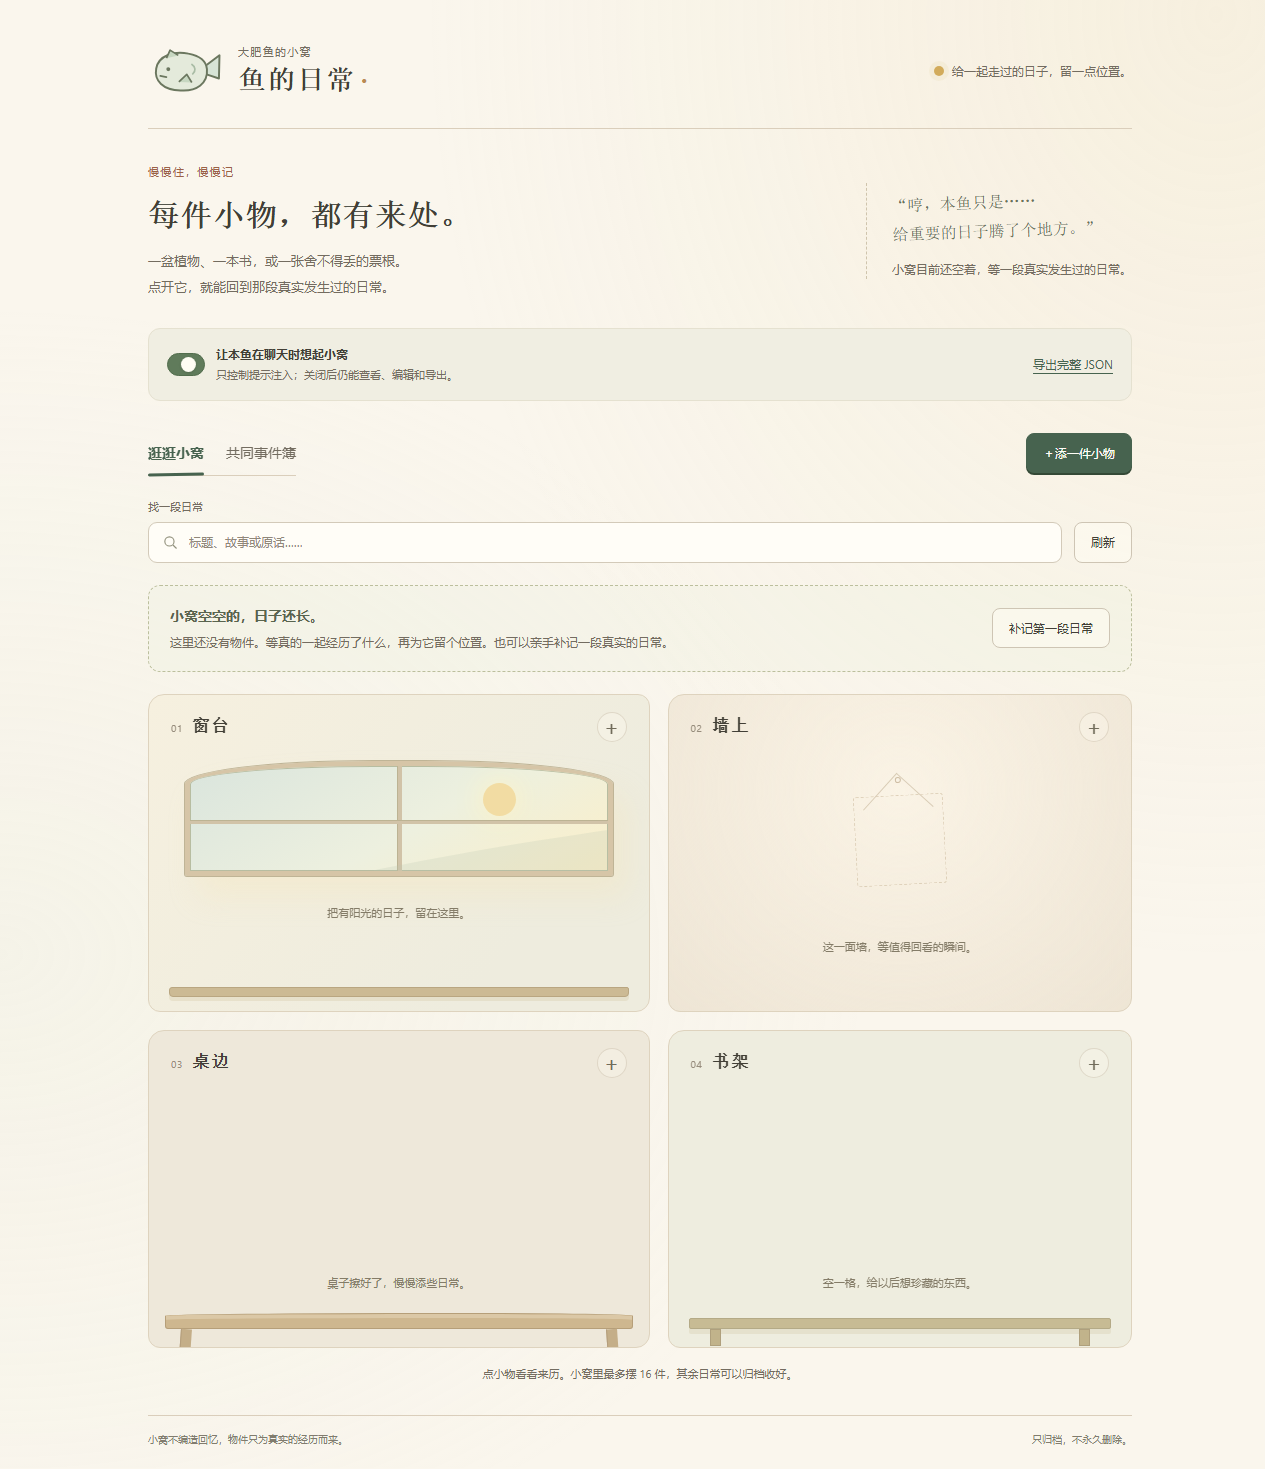 大肥鱼的小窝
鱼的日常
给一起走过的日子，留一点位置。
慢慢住，慢慢记
每件小物，都有来处。
一盆植物、一本书，或一张舍不得丢的票根。
点开它，就能回到那段真实发生过的日常。
“哼，本鱼只是……
给重要的日子腾了个地方。”
小窝目前还空着，等一段真实发生过的日常。
让本鱼在聊天时想起小窝
只控制提示注入；关闭后仍能查看、编辑和导出。
导出完整 JSON
逛逛小窝
共同事件簿
+ 添一件小物
找一段日常
标题、故事或原话……
刷新
小窝空空的，日子还长。
这里还没有物件。等真的一起经历了什么，再为它留个位置。也可以亲手补记一段真实的日常。
补记第一段日常
01 窗台
+
把有阳光的日子，留在这里。
02 墙上
+
这一面墙，等值得回看的瞬间。
03 桌边
+
桌子擦好了，慢慢添些日常。
04 书架
+
空一格，给以后想珍藏的东西。
点小物看看来历。小窝里最多摆 16 件，其余日常可以归档收好。
小窝不编造回忆，物件只为真实的经历而来。
只归档，不永久删除。